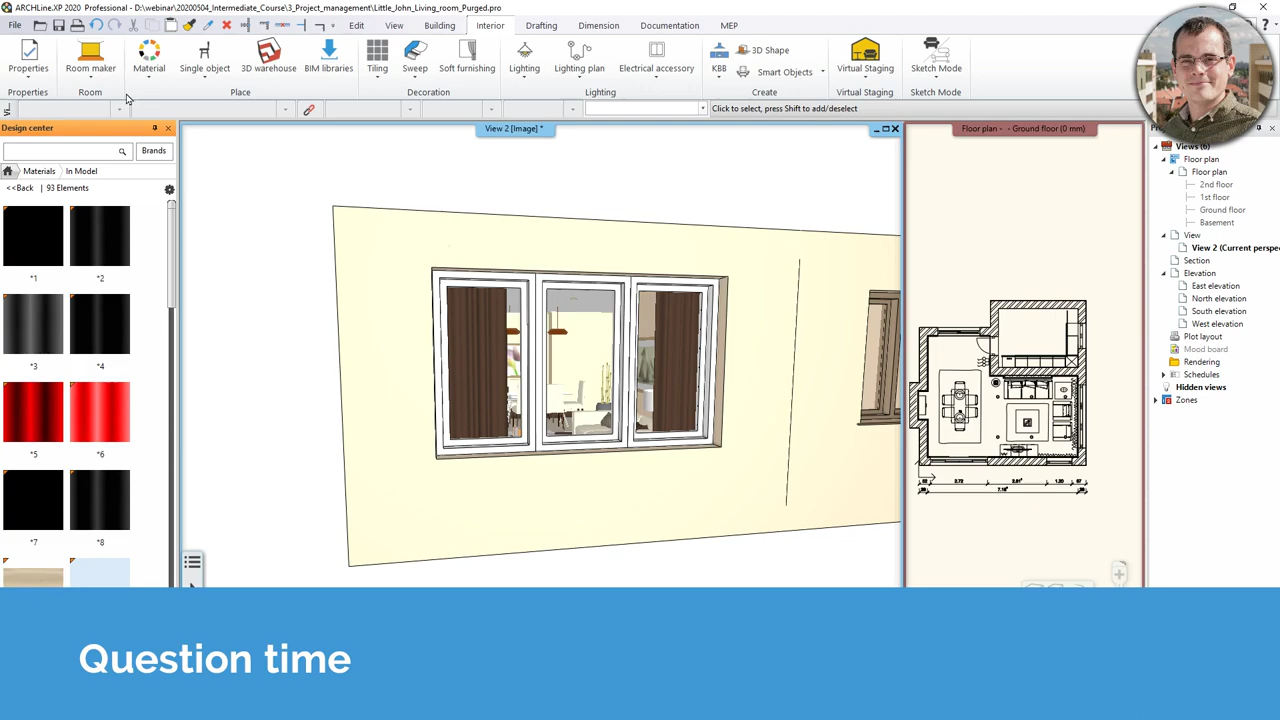 ARCHLine.XP 2020 Professional - D:\webinar\20200504_Intermediate_Course\3_Project_management\Little_John_Living_room_Purged.pro
File Edit View Building Interior Drafting Dimension Documentation MEP
Properties Room maker Material Single object 3D warehouse BIM libraries Tiling Sweep Soft furnishing Lighting Lighting plan Electrical accessory KBB 3D Shape Smart Objects Virtual Staging Sketch Mode
Properties Room Place Decoration Lighting Create Virtual Staging Sketch Mode
Click to select, press Shift to add/deselect
Design center
Brands
Materials In Model
<<Back 93 Elements
*1 *2
*3 *4
*5 *6
*7 *8
View 2 [Image] *
Floor plan - - Ground floor (0 mm)
Views (6)
Floor plan
Floor plan
2nd floor
1st floor
Ground floor
Basement
View
View 2 (Current perspe
Section
Elevation
East elevation
North elevation
South elevation
West elevation
Plot layout
Mood board
Rendering
Schedules
Hidden views
Zones
Question time